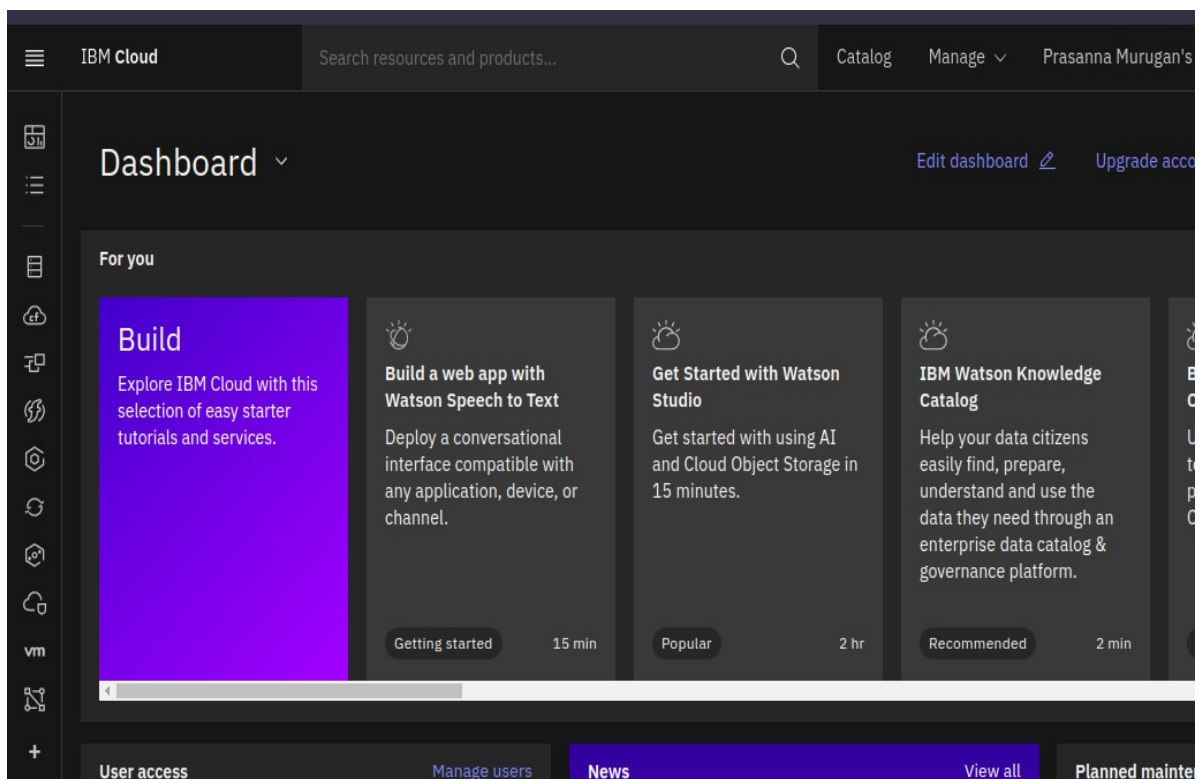 IBM Cloud
Search resources and products...
Catalog
Manage
Prasanna Murugan's
Dashboard
Edit dashboard
Upgrade acco
For you
Build
Explore IBM Cloud with this
selection of easy starter
tutorials and services.
Build a web app with
Watson Speech to Text
Deploy a conversational
interface compatible with
any application, device, or
channel.
Getting started
15 min
Get Started with Watson
Studio
Get started with using AI
and Cloud Object Storage in
15 minutes.
Popular
2 hr
IBM Watson Knowledge
Catalog
Help your data citizens
easily find, prepare,
understand and use the
data they need through an
enterprise data catalog &
governance platform.
Recommended
2 min
cf
vm
User access
Manage users
News
View all
Planned mainte